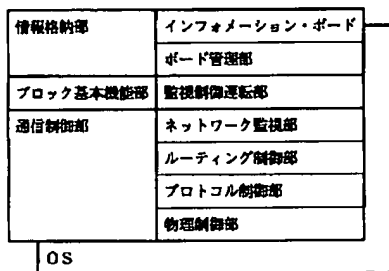 情報格納部
インフォメーション・ボード
ボード管理部
ブロック基本機能部
監視制御運転部
通信制御部
ネットワーク監視部
ルーティング制御部
プロトコル制御部
物理制御部
OS